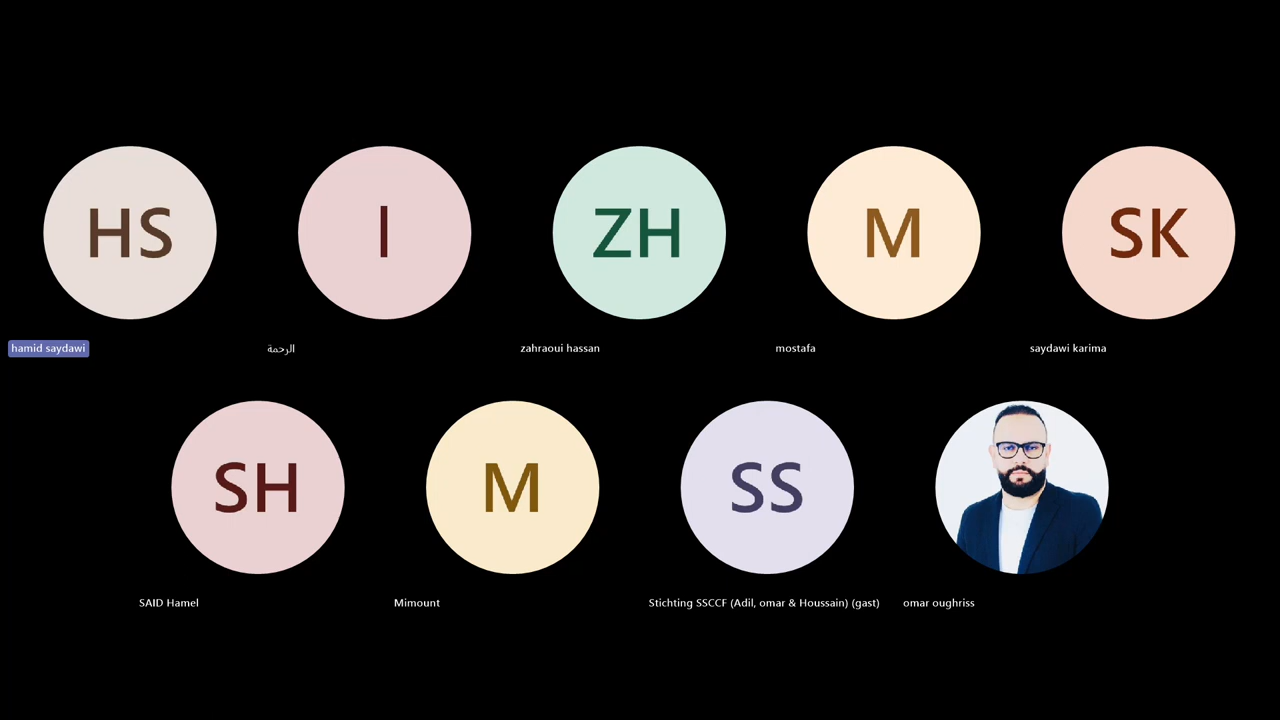 HS
I
ZH
M
SK
hamid saydawi
الرحمة
zahraoui hassan
mostafa
saydawi karima
SH
M
SS
SAID Hamel
Mimount
Stichting SSCCF (Adil, omar & Houssain) (gast)
omar oughriss